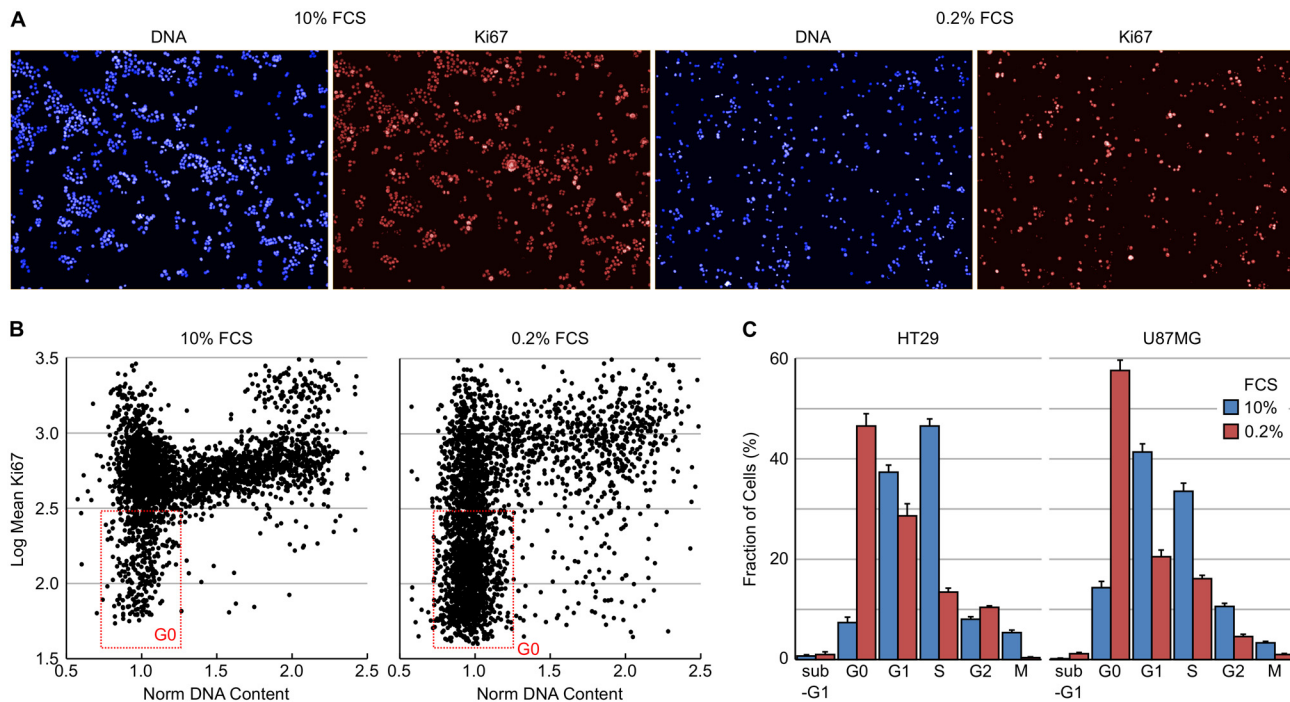 A
10% FCS
0.2% FCS
DNA
Ki67
DNA
Ki67
B
10% FCS
0.2% FCS
Log Mean Ki67
3.5
3.0
2.5
2.0
1.5
G0
G0
0.5
1.0
1.5
2.0
2.5
0.5
1.0
1.5
2.0
2.5
Norm DNA Content
Norm DNA Content
C
HT29
U87MG
Fraction of Cells (%)
60
40
20
0
FCS
10%
0.2%
sub
-G1
G0
G1
S
G2
M
sub
-G1
G0
G1
S
G2
M